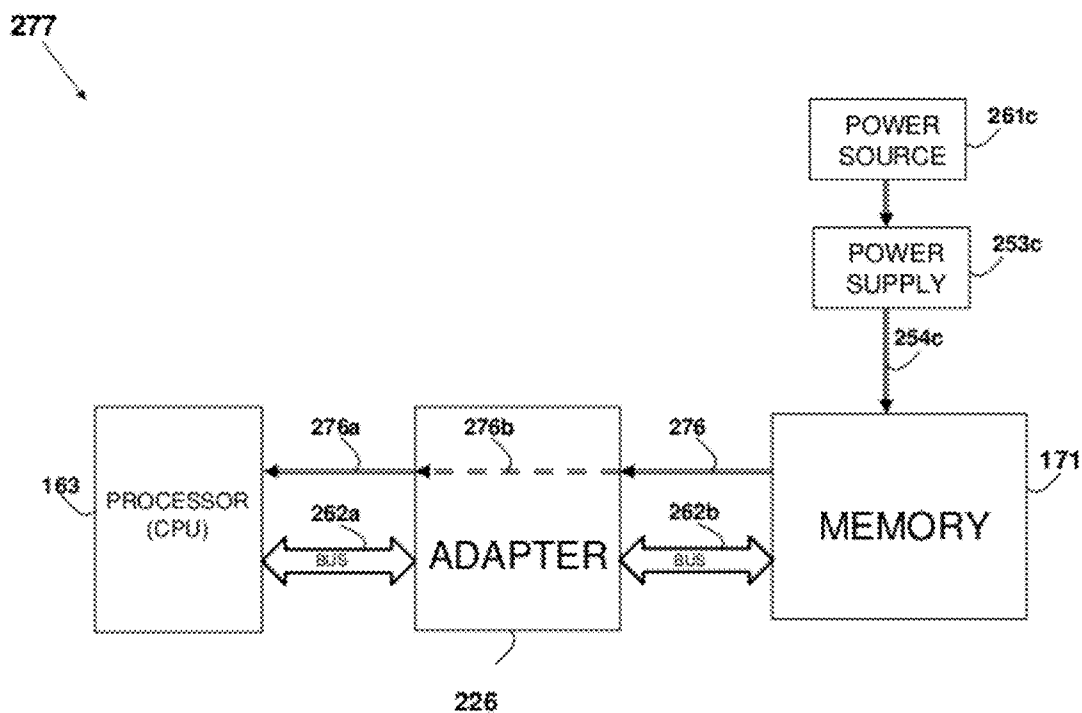 277
POWER
SOURCE
261c
POWER
SUPPLY
253c
254c
276a
276b
276
163
PROCESSOR
(CPU)
262a
BUS
ADAPTER
262b
BUS
MEMORY
171
226